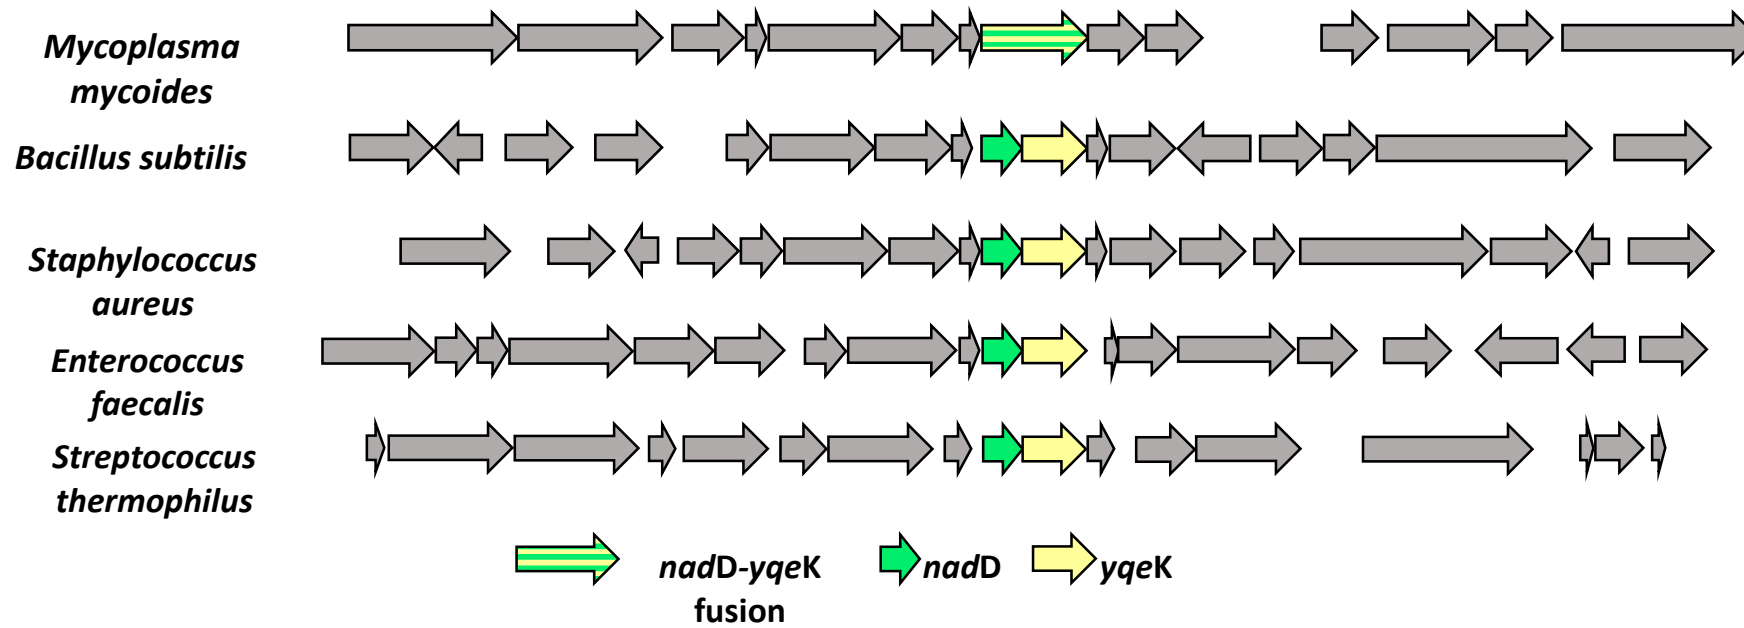 Mycoplasma
mycoides
Bacillus subtilis
Staphylococcus
aureus
Enterococcus
faecalis
Streptococcus
thermophilus
nadD-yqeK
fusion
nadD
yqeK